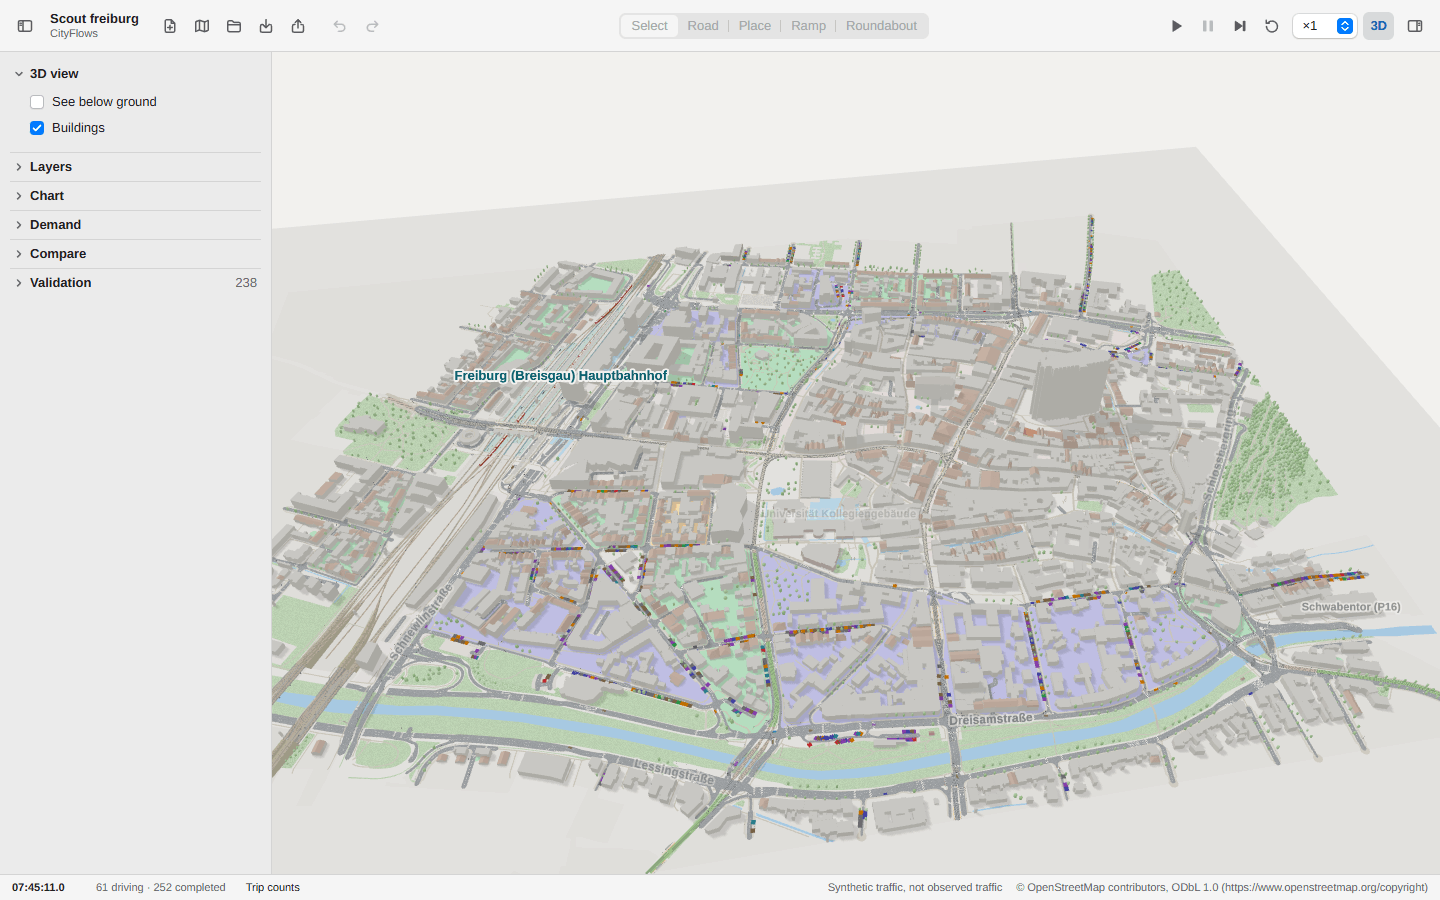 Scout freiburg
CityFlows
Select
Road
Place
Ramp
Roundabout
×1
3D
3D view
See below ground
Buildings
Layers
Chart
Demand
Compare
Validation
238
Freiburg (Breisgau) Hauptbahnhof
Schlossbergring
Universität Kollegiengebäude
Schnewlinstraße
Schwabentor (P16)
Dreisamstraße
Lessingstraße
07:45:11.0
61 driving · 252 completed
Trip counts
Synthetic traffic, not observed traffic
© OpenStreetMap contributors, ODbL 1.0 (https://www.openstreetmap.org/copyright)